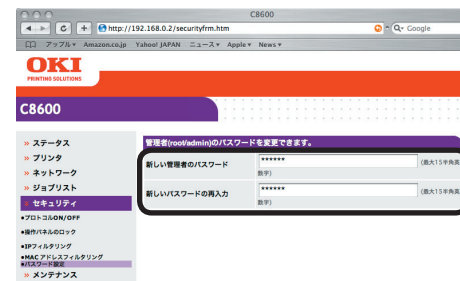 C8600
http://192.168.0.2/securityfrm.htm
Google
アップル▼ Amazon.co.jp Yahoo! JAPAN ニュース▼ Apple▼ News▼
OKI
PRINTING SOLUTIONS
C8600
» ステータス
» プリンタ
» ネットワーク
» ジョブリスト
» セキュリティ
●プロトコルON/OFF
●操作パネルのロック
●IPフィルタリング
●MAC アドレスフィルタリング
●パスワード設定
» メンテナンス
管理者(root/admin)のパスワードを変更できます。
新しい管理者のパスワード ****** (最大15半角英
数字)
新しいパスワードの再入力 ****** (最大15半角英
数字)